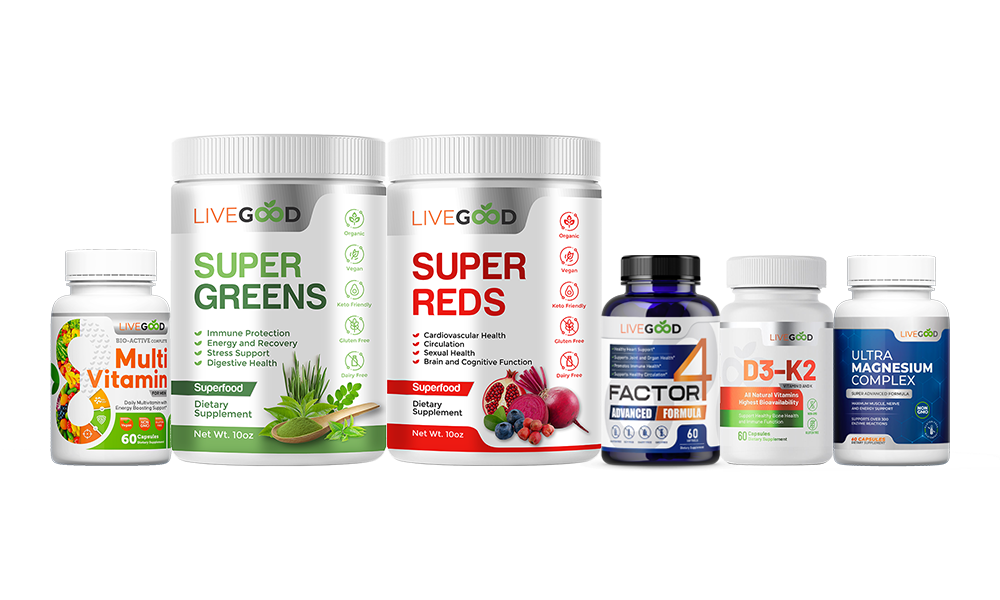 LIVEGOOD
BIO-ACTIVE COMPLETE
Multi
Vitamin
FOR MEN
Daily Multivitamin with
Energy Boosting Support
60 Capsules
Dietary Supplement
LIVEGOOD
SUPER
GREENS
Immune Protection
Energy and Recovery
Stress Support
Digestive Health
Superfood
Dietary
Supplement
Net Wt. 10oz
Organic
Vegan
Keto Friendly
Gluten Free
Dairy Free
LIVEGOOD
SUPER
REDS
Cardiovascular Health
Circulation
Sexual Health
Brain and Cognitive Function
Superfood
Dietary
Supplement
Net Wt. 10oz
Organic
Vegan
Keto Friendly
Gluten Free
Dairy Free
LIVEGOOD
Healthy Heart Support*
Supports Joint and Organ Health*
Promotes Immune Health*
Supports Healthy Circulation*
FACTOR 4
ADVANCED FORMULA
60
LIVEGOOD
D3-K2
All Natural Vitamins
Highest Bioavailability
Support Healthy Bone Health
and Immune Function
60 Capsules
Dietary Supplement
LIVEGOOD
ULTRA
MAGNESIUM
COMPLEX
SUPER ADVANCED FORMULA
MAXIMUM MUSCLE, NERVE
AND ENERGY SUPPORT
SUPPORTS OVER 300
ENZYME REACTIONS
NON
GMO
60 CAPSULES
DIETARY SUPPLEMENT